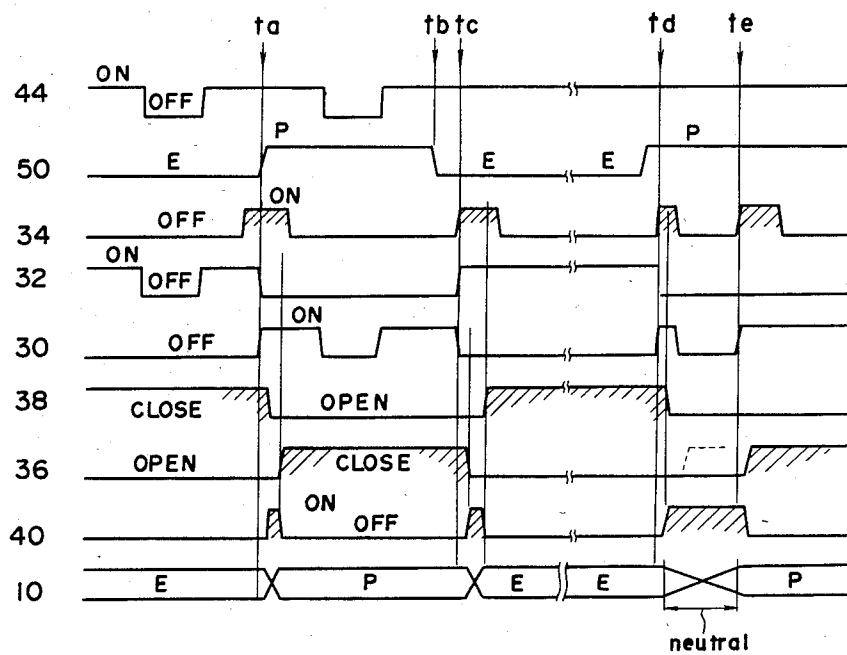 ta tb tc td te
44 ON OFF
50 E P E E P
34 OFF ON
32 ON OFF
30 OFF ON
38 CLOSE OPEN
36 OPEN CLOSE
40 ON OFF
10 E P E E P
neutral